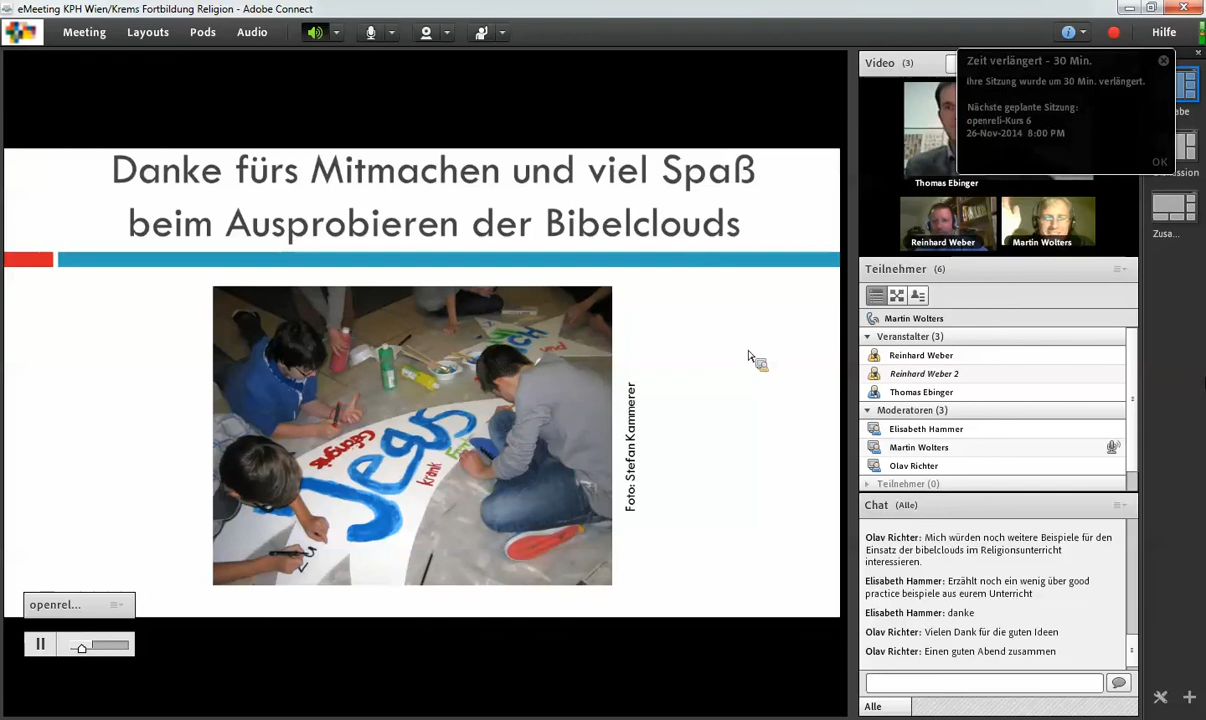 eMeeting KPH Wien/Krems Fortbildung Religion - Adobe Connect
Meeting Layouts Pods Audio Hilfe
Danke fürs Mitmachen und viel Spaß
beim Ausprobieren der Bibelclouds
Jesus
krank
und
Foto: Stefan Kammerer
openrel...
Video (3)
Zeit verlängert - 30 Min.
Ihre Sitzung wurde um 30 Min. verlängert.
Nächste geplante Sitzung:
openreli-Kurs 6
26-Nov-2014 8:00 PM
OK
Thomas Ebinger
Reinhard Weber
Martin Wolters
Zusa...
Teilnehmer (6)
Martin Wolters
Veranstalter (3)
Reinhard Weber
Reinhard Weber 2
Thomas Ebinger
Moderatoren (3)
Elisabeth Hammer
Martin Wolters
Olav Richter
Teilnehmer (0)
Chat (Alle)
Olav Richter: Mich würden noch weitere Beispiele für den
Einsatz der bibelclouds im Religionsunterricht
interessieren.
Elisabeth Hammer: Erzählt noch ein wenig über good
practice beispiele aus eurem Unterricht
Elisabeth Hammer: danke
Olav Richter: Vielen Dank für die guten Ideen
Olav Richter: Einen guten Abend zusammen
Alle